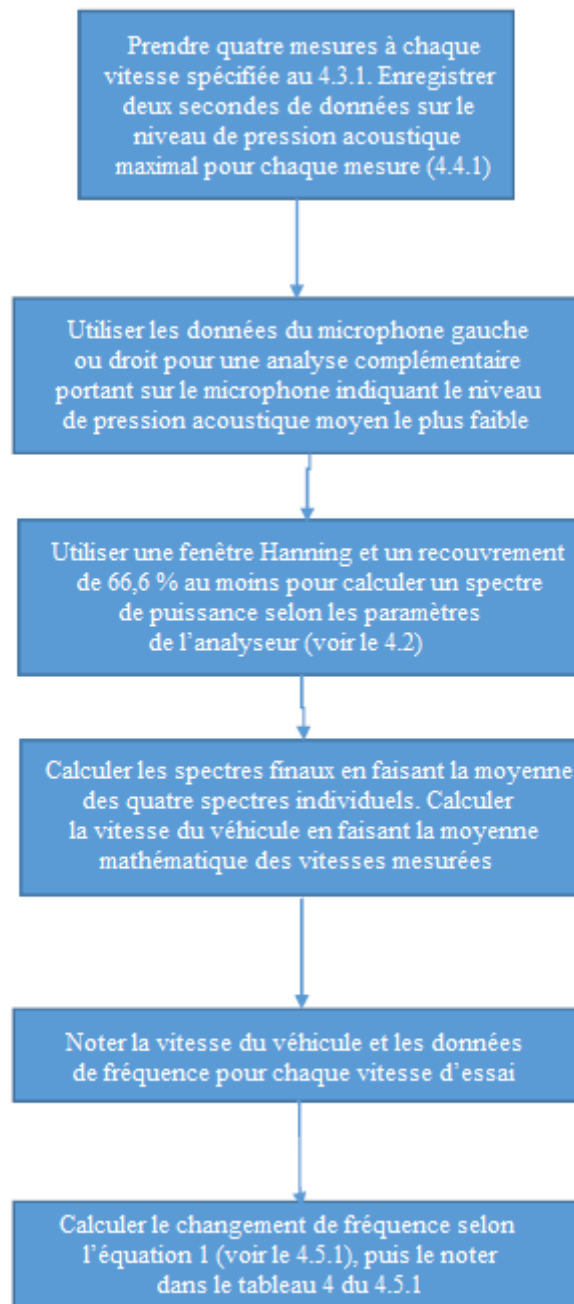 Prendre quatre mesures à chaque
vitesse spécifiée au 4.3.1. Enregistrer
deux secondes de données sur le
niveau de pression acoustique
maximal pour chaque mesure (4.4.1)
Utiliser les données du microphone gauche
ou droit pour une analyse complémentaire
portant sur le microphone indiquant le niveau
de pression acoustique moyen le plus faible
Utiliser une fenêtre Hanning et un recouvrement
de 66,6 % au moins pour calculer un spectre
de puissance selon les paramètres
de l’analyseur (voir le 4.2)
Calculer les spectres finaux en faisant la moyenne
des quatre spectres individuels. Calculer
la vitesse du véhicule en faisant la moyenne
mathématique des vitesses mesurées
Noter la vitesse du véhicule et les données
de fréquence pour chaque vitesse d’essai
Calculer le changement de fréquence selon
l’équation 1 (voir le 4.5.1), puis le noter
dans le tableau 4 du 4.5.1